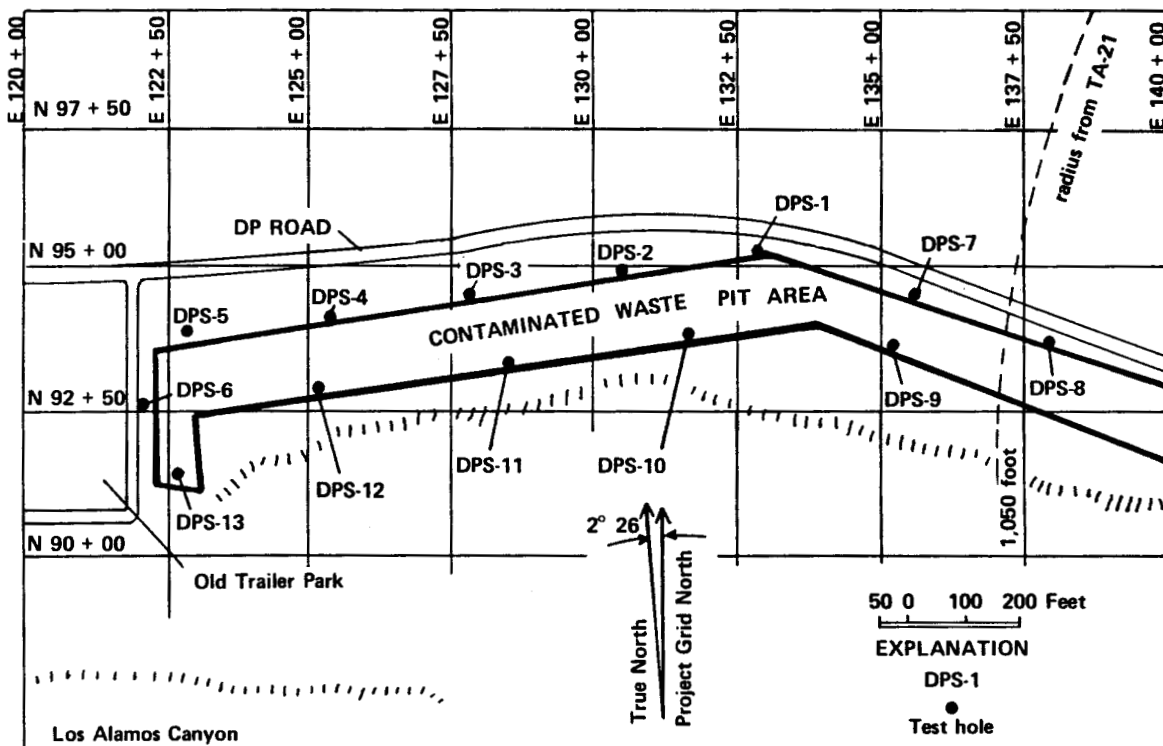 E 120 + 00
E 122 + 50
E 125 + 00
E 127 + 50
E 130 + 00
E 132 + 50
E 135 + 00
E 137 + 50
E 140 + 00
N 97 + 50
radius from TA-21
DPS-1
DP ROAD
DPS-2
DPS-7
N 95 + 00
DPS-3
DPS-4
DPS-5
CONTAMINATED WASTE PIT AREA
DPS-6
DPS-8
N 92 + 50
DPS-9
DPS-11
DPS-10
DPS-12
1,050 foot
DPS-13
2° 26
N 90 + 00
Old Trailer Park
True North
Project Grid North
50 0 100 200 Feet
EXPLANATION
DPS-1
Test hole
Los Alamos Canyon